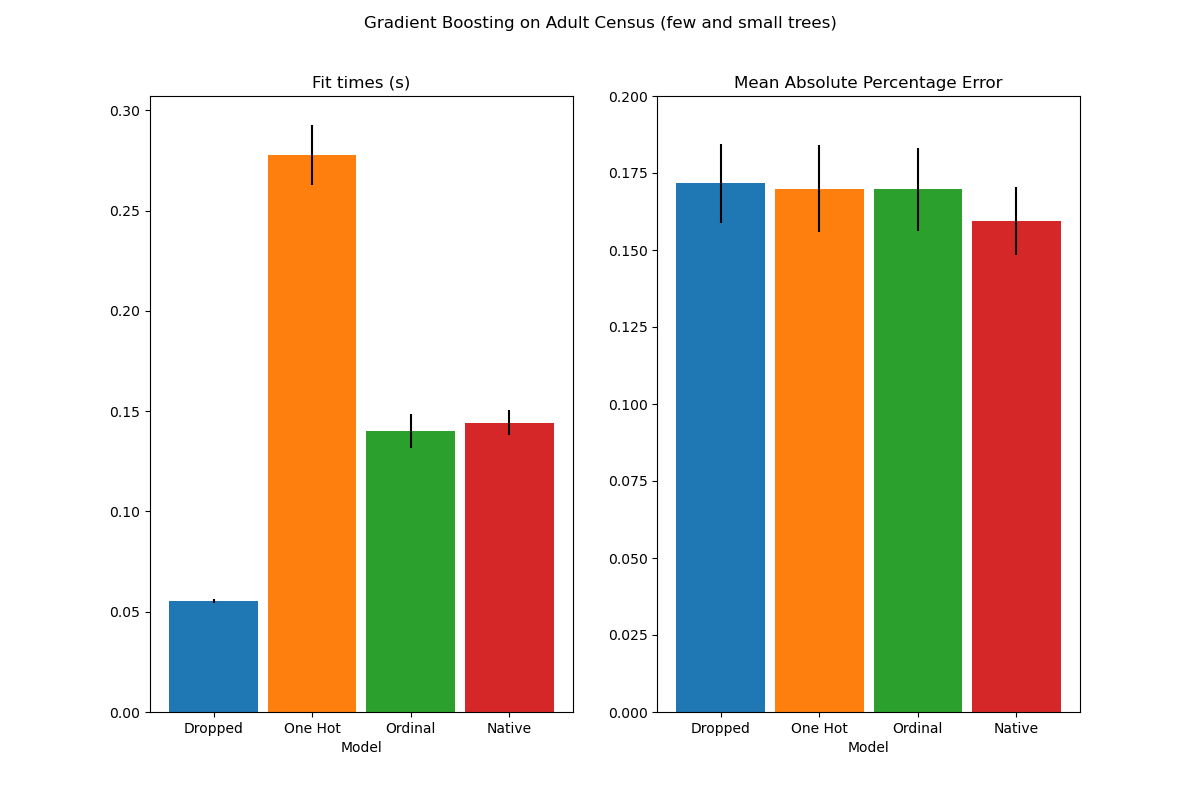 Gradient Boosting on Adult Census (few and small trees)
Fit times (s)
0.30
0.25
0.20
0.15
0.10
0.05
0.00
Dropped One Hot Ordinal Native
Model
Mean Absolute Percentage Error
0.200
0.175
0.150
0.125
0.100
0.075
0.050
0.025
0.000
Dropped One Hot Ordinal Native
Model